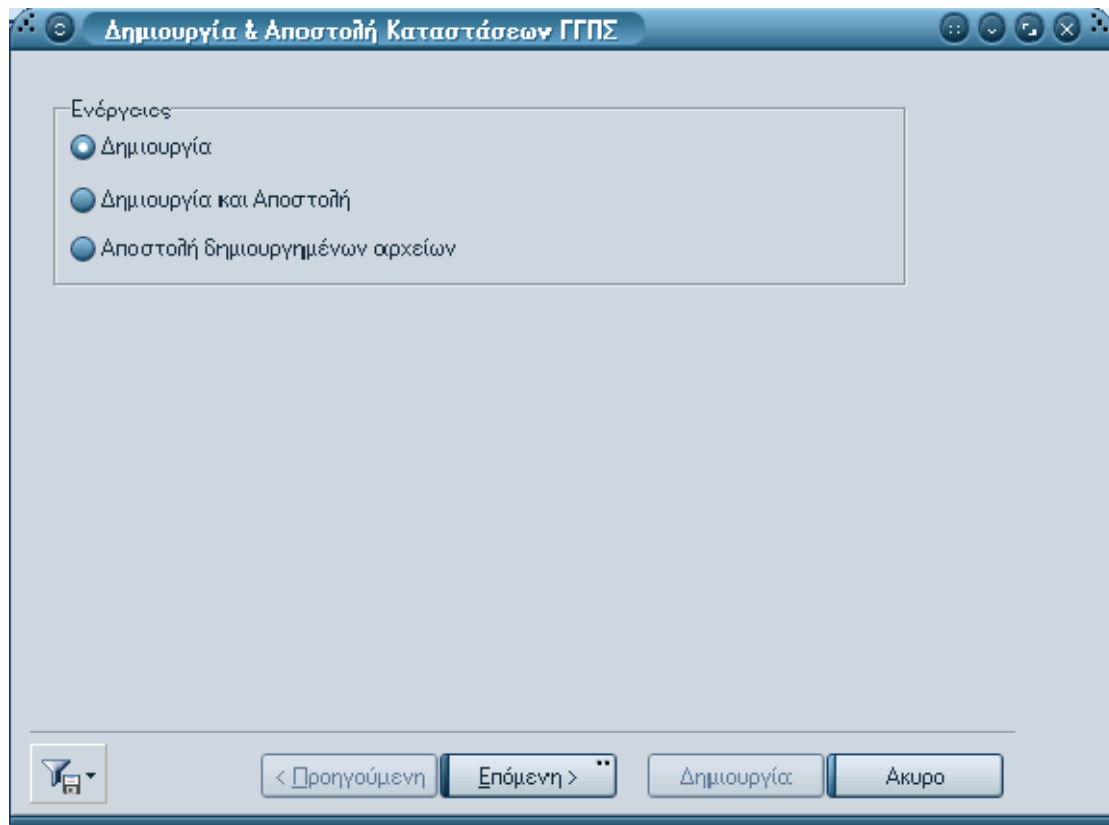 Δημιουργία & Αποστολή Καταστάσεων ΓΓΠΣ
Ενέργειες
Δημιουργία
Δημιουργία και Αποστολή
Αποστολή δημιουργημένων αρχείων
< Προηγούμενη Επόμενη > Δημιουργία Ακυρο